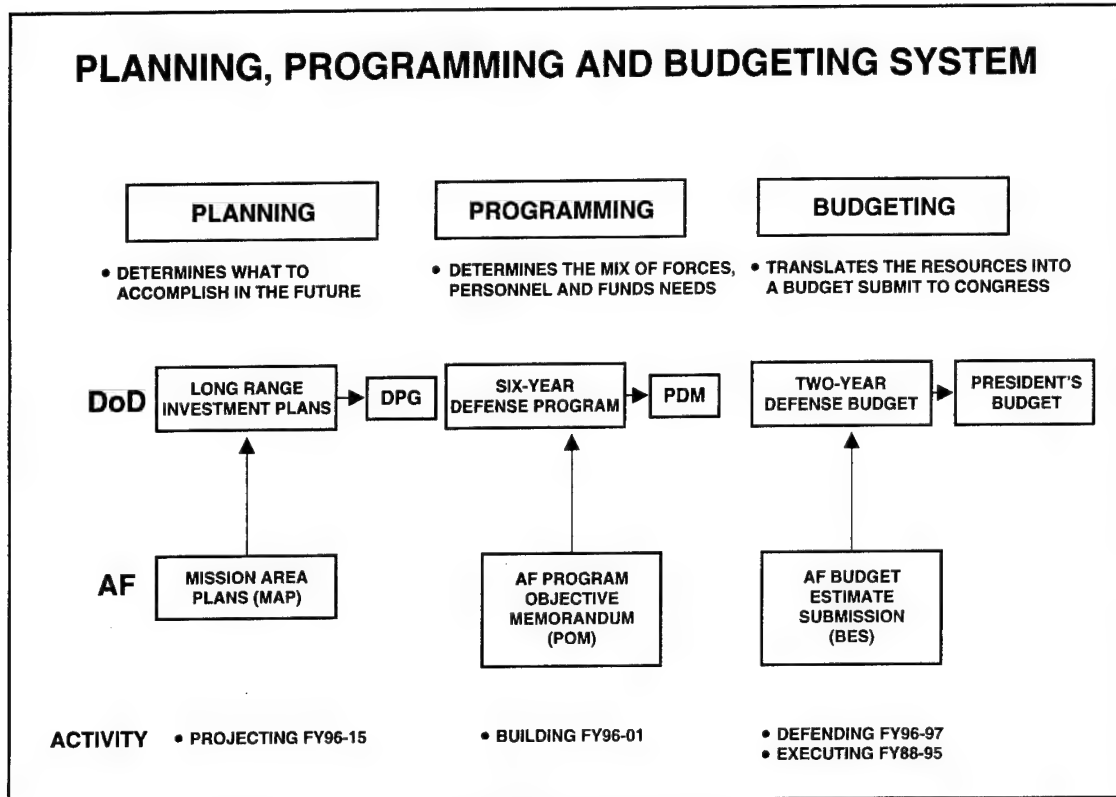 PLANNING, PROGRAMMING AND BUDGETING SYSTEM
PLANNING
PROGRAMMING
BUDGETING
• DETERMINES WHAT TO
ACCOMPLISH IN THE FUTURE
• DETERMINES THE MIX OF FORCES,
PERSONNEL AND FUNDS NEEDS
• TRANSLATES THE RESOURCES INTO
A BUDGET SUBMIT TO CONGRESS
DoD
LONG RANGE
INVESTMENT PLANS
DPG
SIX-YEAR
DEFENSE PROGRAM
PDM
TWO-YEAR
DEFENSE BUDGET
PRESIDENT'S
BUDGET
AF
MISSION AREA
PLANS (MAP)
AF PROGRAM
OBJECTIVE
MEMORANDUM
(POM)
AF BUDGET
ESTIMATE
SUBMISSION
(BES)
ACTIVITY
• PROJECTING FY96-15
• BUILDING FY96-01
• DEFENDING FY96-97
• EXECUTING FY88-95